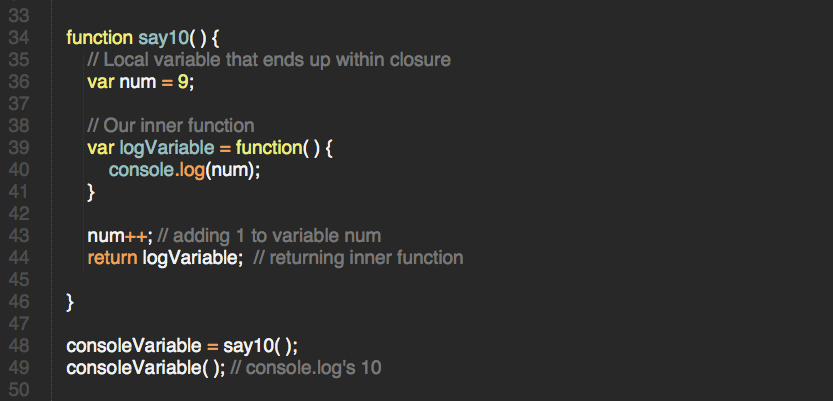 33
34 function say10( ) {
35 // Local variable that ends up within closure
36 var num = 9;
37
38 // Our inner function
39 var logVariable = function( ) {
40 console.log(num);
41 }
42
43 num++; // adding 1 to variable num
44 return logVariable;  // returning inner function
45
46 }
47
48 consoleVariable = say10( );
49 consoleVariable( ); // console.log's 10
50